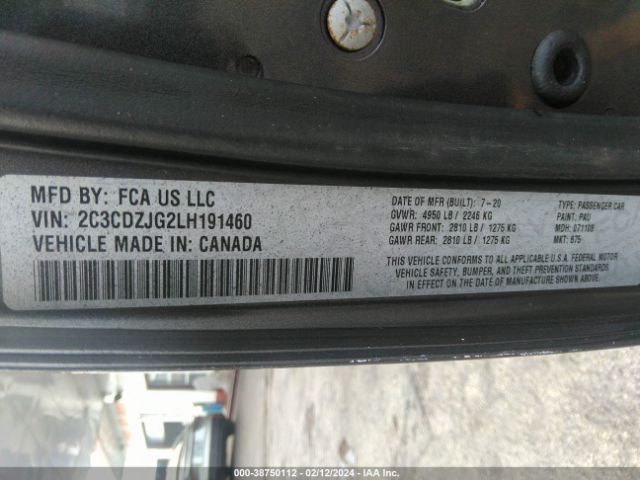 MFD BY: FCA US LLC
VIN: 2C3CDZJG2LH191460
VEHICLE MADE IN: CANADA
DATE OF MFR (BUILT): 7-20
GVWR: 4950 LB / 2246 KG
GAWR FRONT: 2810 LB / 1275 KG
GAWR REAR: 2810 LB / 1275 KG
TYPE: PASSENGER CAR
PAINT: PAU
MDH: 071108
MKT: 675
THIS VEHICLE CONFORMS TO ALL APPLICABLE U.S.A. FEDERAL MOTOR
VEHICLE SAFETY, BUMPER, AND THEFT PREVENTION STANDARDS
IN EFFECT ON THE DATE OF MANUFACTURE SHOWN ABOVE.
000-38750112 - 02/12/2024 - IAA Inc.